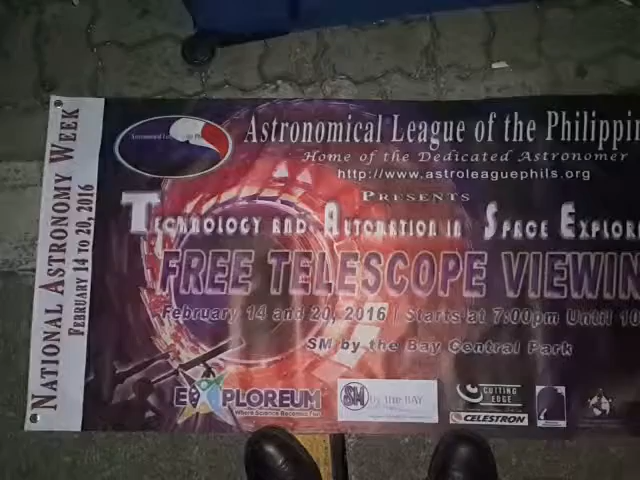 NATIONAL ASTRONOMY WEEK
FEBRUARY 14 TO 20, 2016
Astronomical League of the Philippin
Home of the Dedicated Astronomer
http://www.astroleaguephils.org
PRESENTS
TECHNOLOGY AND AUTOMATION IN SPACE EXPLOR
FREE TELESCOPE VIEWIN
February 14 and 20, 2016 | Starts at 7:00pm Until 10
SM by the Bay Central Park
EXPLOREUM
Where Science Becomes Fun
SM by the BAY
CUTTING
EDGE
CELESTRON